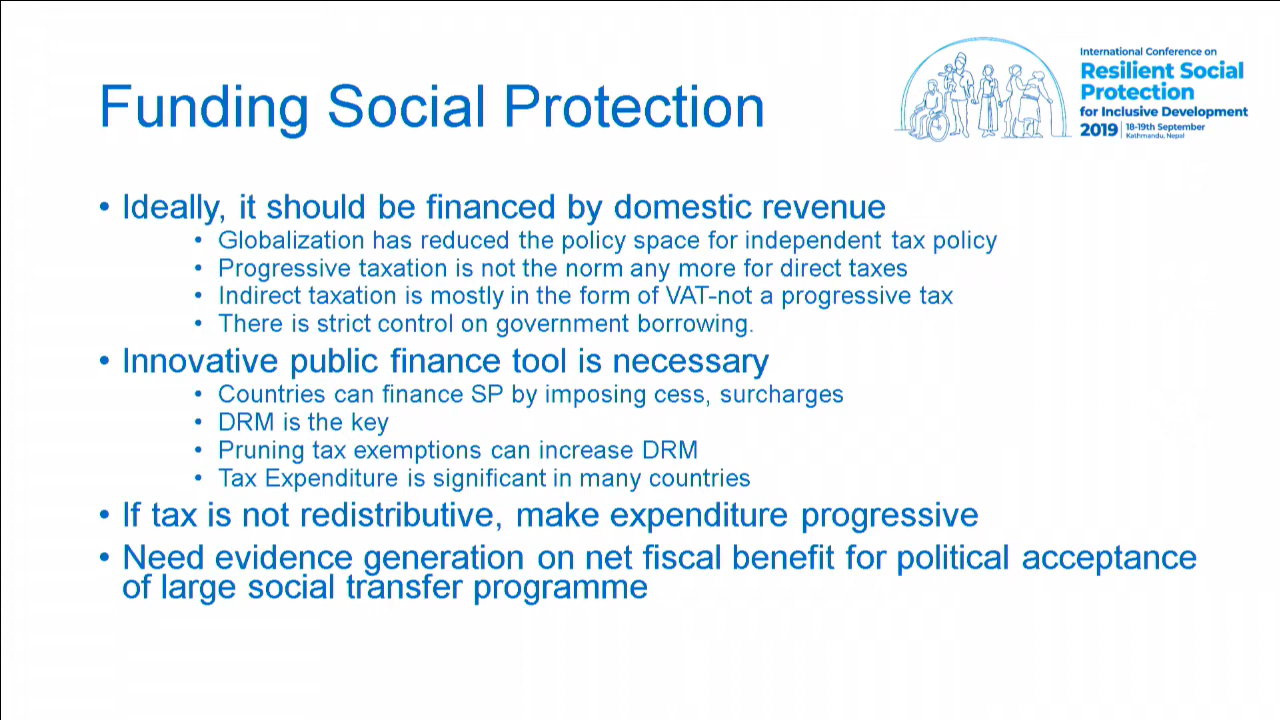 International Conference on
Resilient Social
Protection
for Inclusive Development
2019 | 18-19th September
Kathmandu, Nepal
Funding Social Protection
• Ideally, it should be financed by domestic revenue
• Globalization has reduced the policy space for independent tax policy
• Progressive taxation is not the norm any more for direct taxes
• Indirect taxation is mostly in the form of VAT-not a progressive tax
• There is strict control on government borrowing.
• Innovative public finance tool is necessary
• Countries can finance SP by imposing cess, surcharges
• DRM is the key
• Pruning tax exemptions can increase DRM
• Tax Expenditure is significant in many countries
• If tax is not redistributive, make expenditure progressive
• Need evidence generation on net fiscal benefit for political acceptance
of large social transfer programme